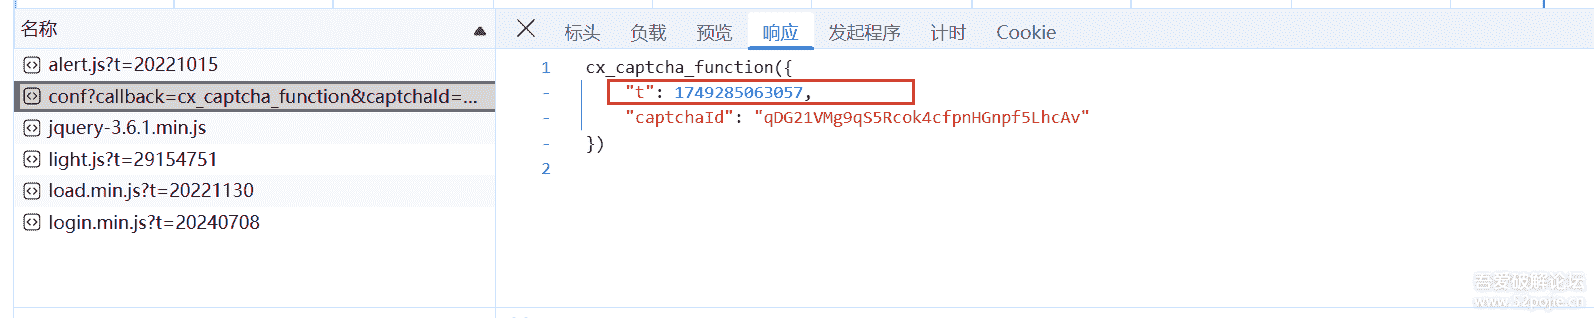 名称
alert.js?t=20221015
conf?callback=cx_captcha_function&captchaId=...
jquery-3.6.1.min.js
light.js?t=29154751
load.min.js?t=20221130
login.min.js?t=20240708
标头 负载 预览 响应 发起程序 计时 Cookie
1 cx_captcha_function({
- "t": 1749285063057,
- "captchaId": "qDG21VMg9qS5Rcok4cfpnHGnpf5LhcAv"
- })
2
吾爱破解论坛
www.52pojie.cn